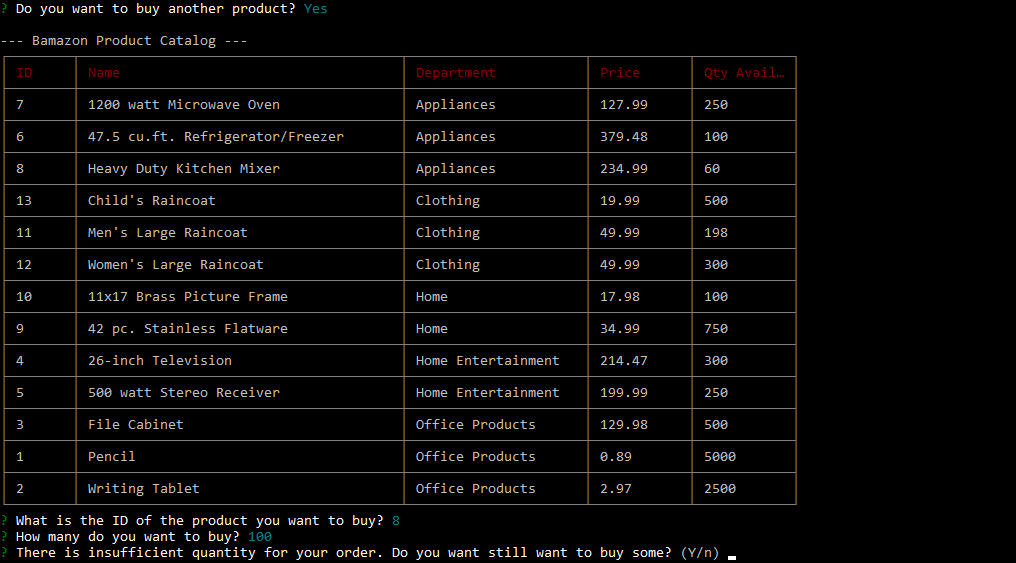 ? Do you want to buy another product? Yes
--- Bamazon Product Catalog ---
ID Name Department Price Qty Avail…
7 1200 watt Microwave Oven Appliances 127.99 250
6 47.5 cu.ft. Refrigerator/Freezer Appliances 379.48 100
8 Heavy Duty Kitchen Mixer Appliances 234.99 60
13 Child's Raincoat Clothing 19.99 500
11 Men's Large Raincoat Clothing 49.99 198
12 Women's Large Raincoat Clothing 49.99 300
10 11x17 Brass Picture Frame Home 17.98 100
9 42 pc. Stainless Flatware Home 34.99 750
4 26-inch Television Home Entertainment 214.47 300
5 500 watt Stereo Receiver Home Entertainment 199.99 250
3 File Cabinet Office Products 129.98 500
1 Pencil Office Products 0.89 5000
2 Writing Tablet Office Products 2.97 2500
? What is the ID of the product you want to buy? 8
? How many do you want to buy? 100
? There is insufficient quantity for your order. Do you want still want to buy some? (Y/n)